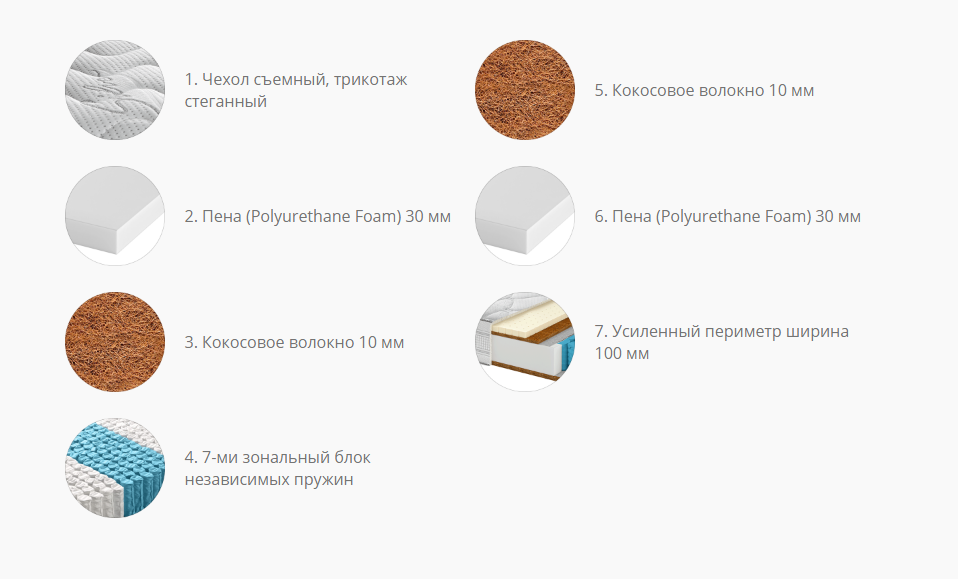 1. Чехол съемный, трикотаж
стеганный
2. Пена (Polyurethane Foam) 30 мм
3. Кокосовое волокно 10 мм
4. 7-ми зональный блок
независимых пружин
5. Кокосовое волокно 10 мм
6. Пена (Polyurethane Foam) 30 мм
7. Усиленный периметр ширина
100 мм